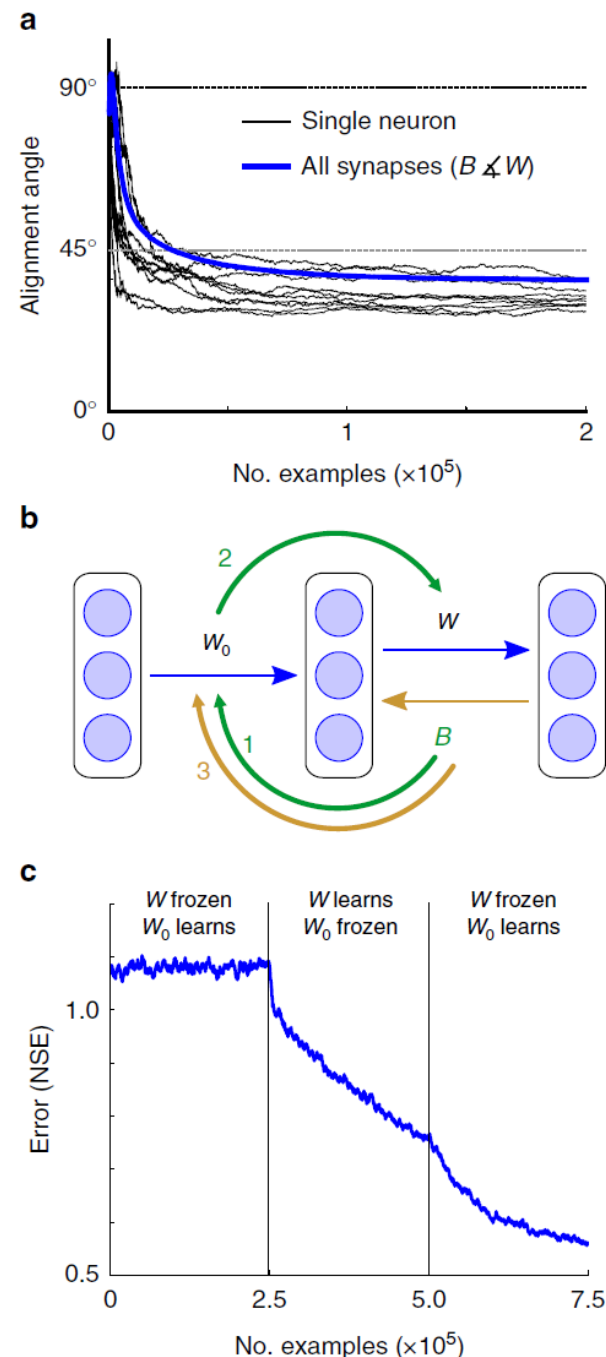 a
90°
Single neuron
All synapses (B ∡ W)
45°
Alignment angle
0°
0
1
2
No. examples (×10⁵)
b
2
W₀
W
1
B
3
c
W frozen
W₀ learns
W learns
W₀ frozen
W frozen
W₀ learns
1.0
Error (NSE)
0.5
0
2.5
5.0
7.5
No. examples (×10⁵)